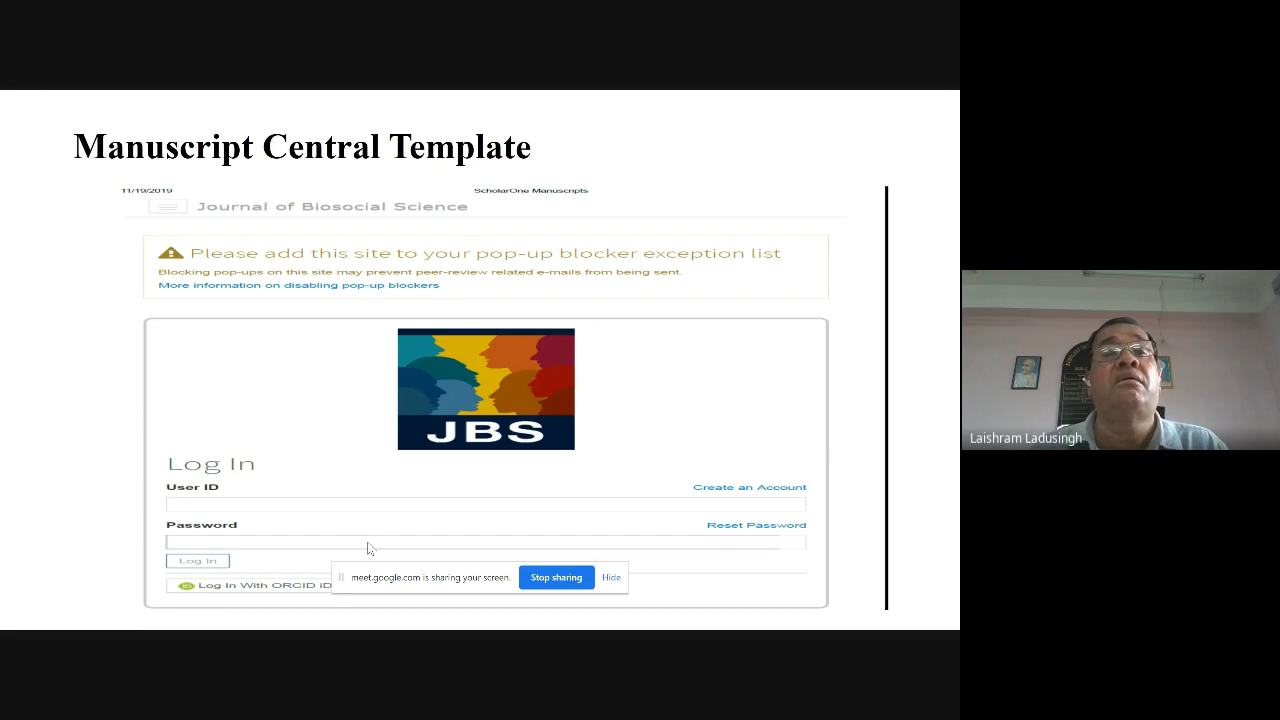 Manuscript Central Template
11/19/2019 ScholarOne Manuscripts
Journal of Biosocial Science
Please add this site to your pop-up blocker exception list
Blocking pop-ups on this site may prevent peer-review related e-mails from being sent.
More information on disabling pop-up blockers
JBS
Log In
User ID Create an Account
Password Reset Password
Log In
Log In With ORCID iD
meet.google.com is sharing your screen. Stop sharing Hide
Laishram Ladusingh